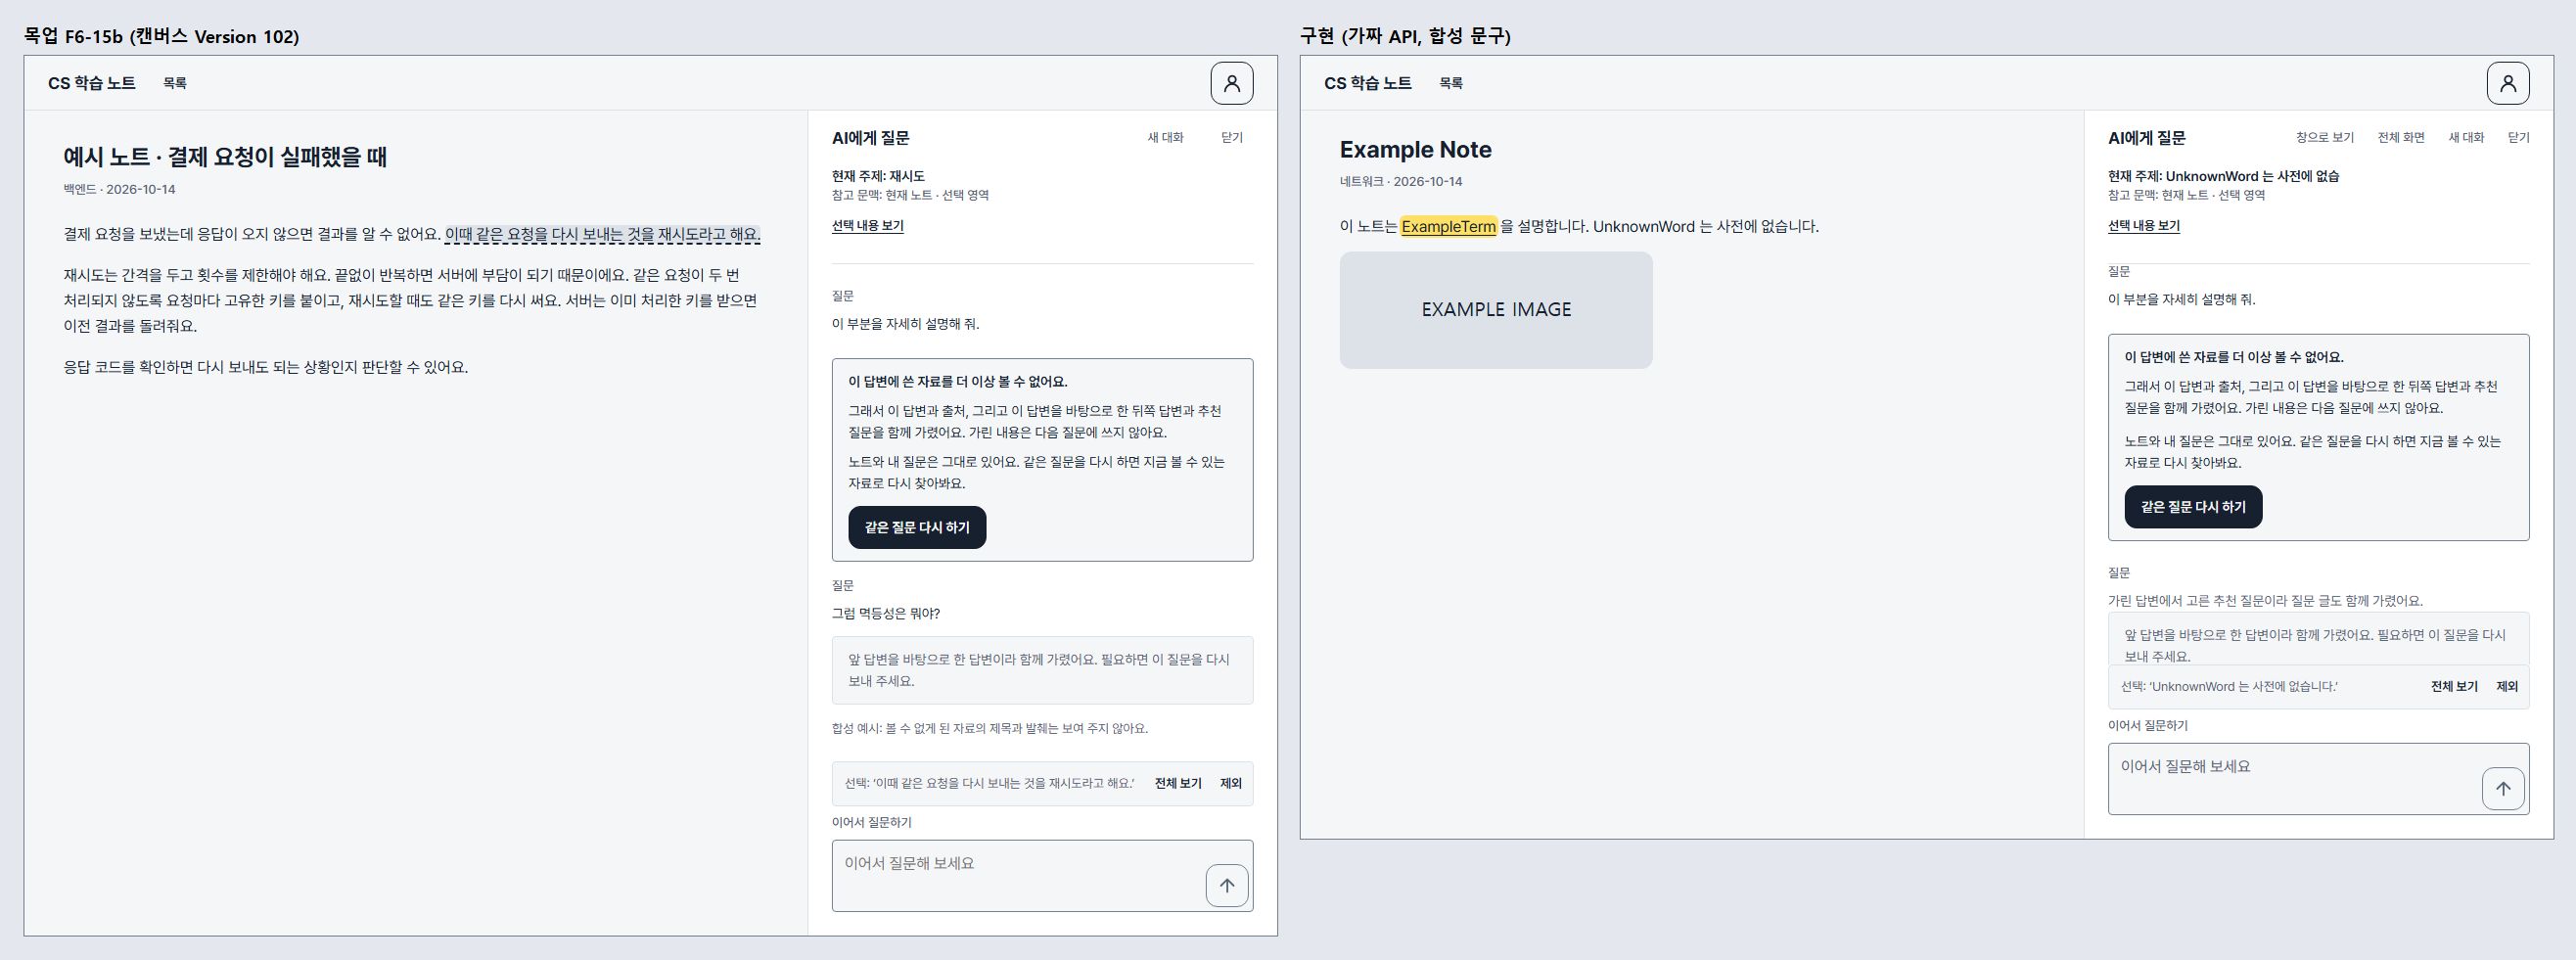 목업 F6-15b (캔버스 Version 102)
CS 학습 노트 목록
예시 노트 · 결제 요청이 실패했을 때
백엔드 · 2026-10-14
결제 요청을 보냈는데 응답이 오지 않으면 결과를 알 수 없어요. 이때 같은 요청을 다시 보내는 것을 재시도라고 해요.
재시도는 간격을 두고 횟수를 제한해야 해요. 끝없이 반복하면 서버에 부담이 되기 때문이에요. 같은 요청이 두 번
처리되지 않도록 요청마다 고유한 키를 붙이고, 재시도할 때도 같은 키를 다시 써요. 서버는 이미 처리한 키를 받으면
이전 결과를 돌려줘요.
응답 코드를 확인하면 다시 보내도 되는 상황인지 판단할 수 있어요.
AI에게 질문 새 대화 닫기
현재 주제: 재시도
참고 문맥: 현재 노트 · 선택 영역
선택 내용 보기
질문
이 부분을 자세히 설명해 줘.
이 답변에 쓴 자료를 더 이상 볼 수 없어요.
그래서 이 답변과 출처, 그리고 이 답변을 바탕으로 한 뒤쪽 답변과 추천
질문을 함께 가렸어요. 가린 내용은 다음 질문에 쓰지 않아요.
노트와 내 질문은 그대로 있어요. 같은 질문을 다시 하면 지금 볼 수 있는
자료로 다시 찾아봐요.
같은 질문 다시 하기
질문
그럼 멱등성은 뭐야?
앞 답변을 바탕으로 한 답변이라 함께 가렸어요. 필요하면 이 질문을 다시
보내 주세요.
합성 예시: 볼 수 없게 된 자료의 제목과 발췌는 보여 주지 않아요.
선택: ‘이때 같은 요청을 다시 보내는 것을 재시도라고 해요.’ 전체 보기 제외
이어서 질문하기
이어서 질문해 보세요
구현 (가짜 API, 합성 문구)
CS 학습 노트 목록
Example Note
네트워크 · 2026-10-14
이 노트는 ExampleTerm 을 설명합니다. UnknownWord 는 사전에 없습니다.
EXAMPLE IMAGE
AI에게 질문 창으로 보기 전체 화면 새 대화 닫기
현재 주제: UnknownWord 는 사전에 없습
참고 문맥: 현재 노트 · 선택 영역
선택 내용 보기
질문
이 부분을 자세히 설명해 줘.
이 답변에 쓴 자료를 더 이상 볼 수 없어요.
그래서 이 답변과 출처, 그리고 이 답변을 바탕으로 한 뒤쪽 답변과 추천
질문을 함께 가렸어요. 가린 내용은 다음 질문에 쓰지 않아요.
노트와 내 질문은 그대로 있어요. 같은 질문을 다시 하면 지금 볼 수 있는
자료로 다시 찾아봐요.
같은 질문 다시 하기
질문
가린 답변에서 고른 추천 질문이라 질문 글도 함께 가렸어요.
앞 답변을 바탕으로 한 답변이라 함께 가렸어요. 필요하면 이 질문을 다시
보내 주세요.
선택: ‘UnknownWord 는 사전에 없습니다.’ 전체 보기 제외
이어서 질문하기
이어서 질문해 보세요